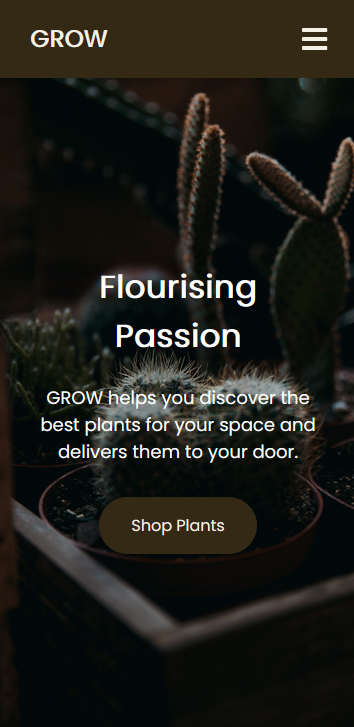 GROW
Flourising
Passion
GROW helps you discover the
best plants for your space and
delivers them to your door.
Shop Plants